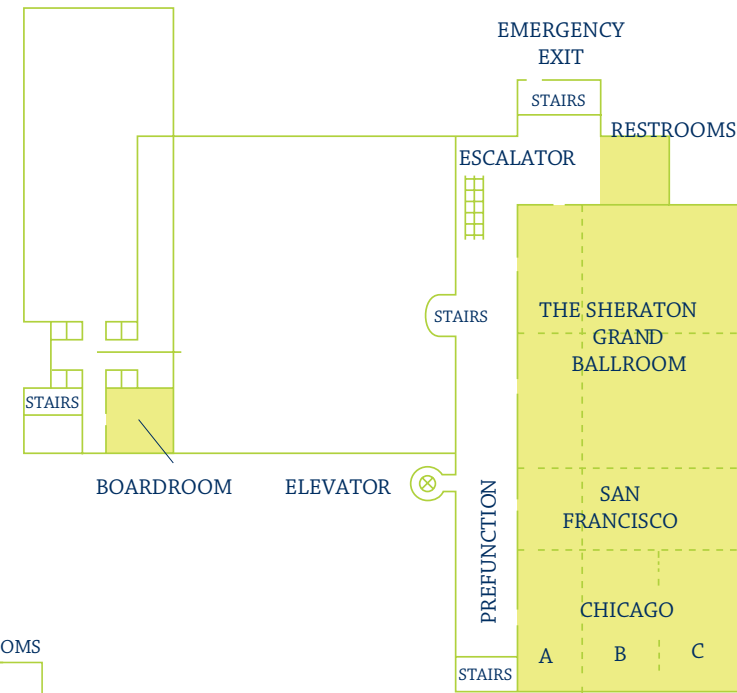 EMERGENCY
EXIT
STAIRS
RESTROOMS
ESCALATOR
THE SHERATON
GRAND
BALLROOM
STAIRS
STAIRS
BOARDROOM
ELEVATOR
PREFUNCTION
SAN
FRANCISCO
CHICAGO
A
B
C
OMS
STAIRS